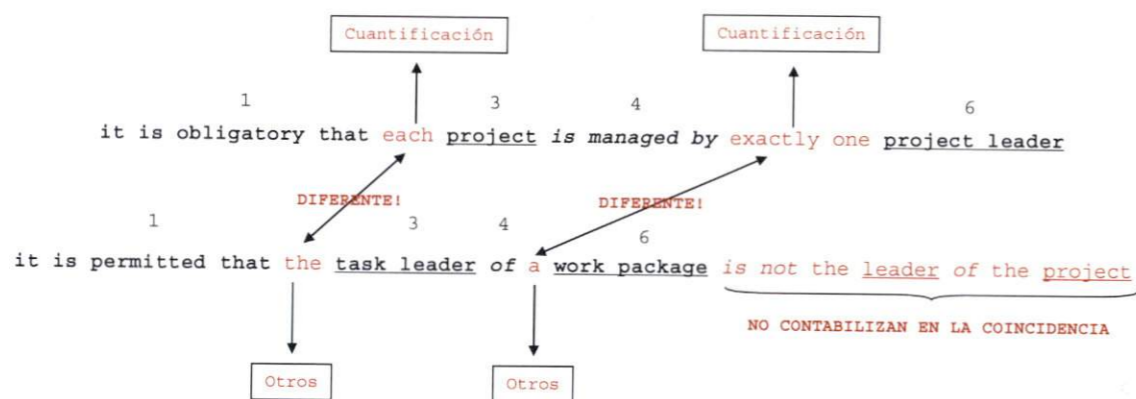 Cuantificación Cuantificación
1 3 4 6
it is obligatory that each project is managed by exactly one project leader
DIFERENTE! DIFERENTE!
1 3 4 6
it is permitted that the task leader of a work package is not the leader of the project
NO CONTABILIZAN EN LA COINCIDENCIA
Otros Otros